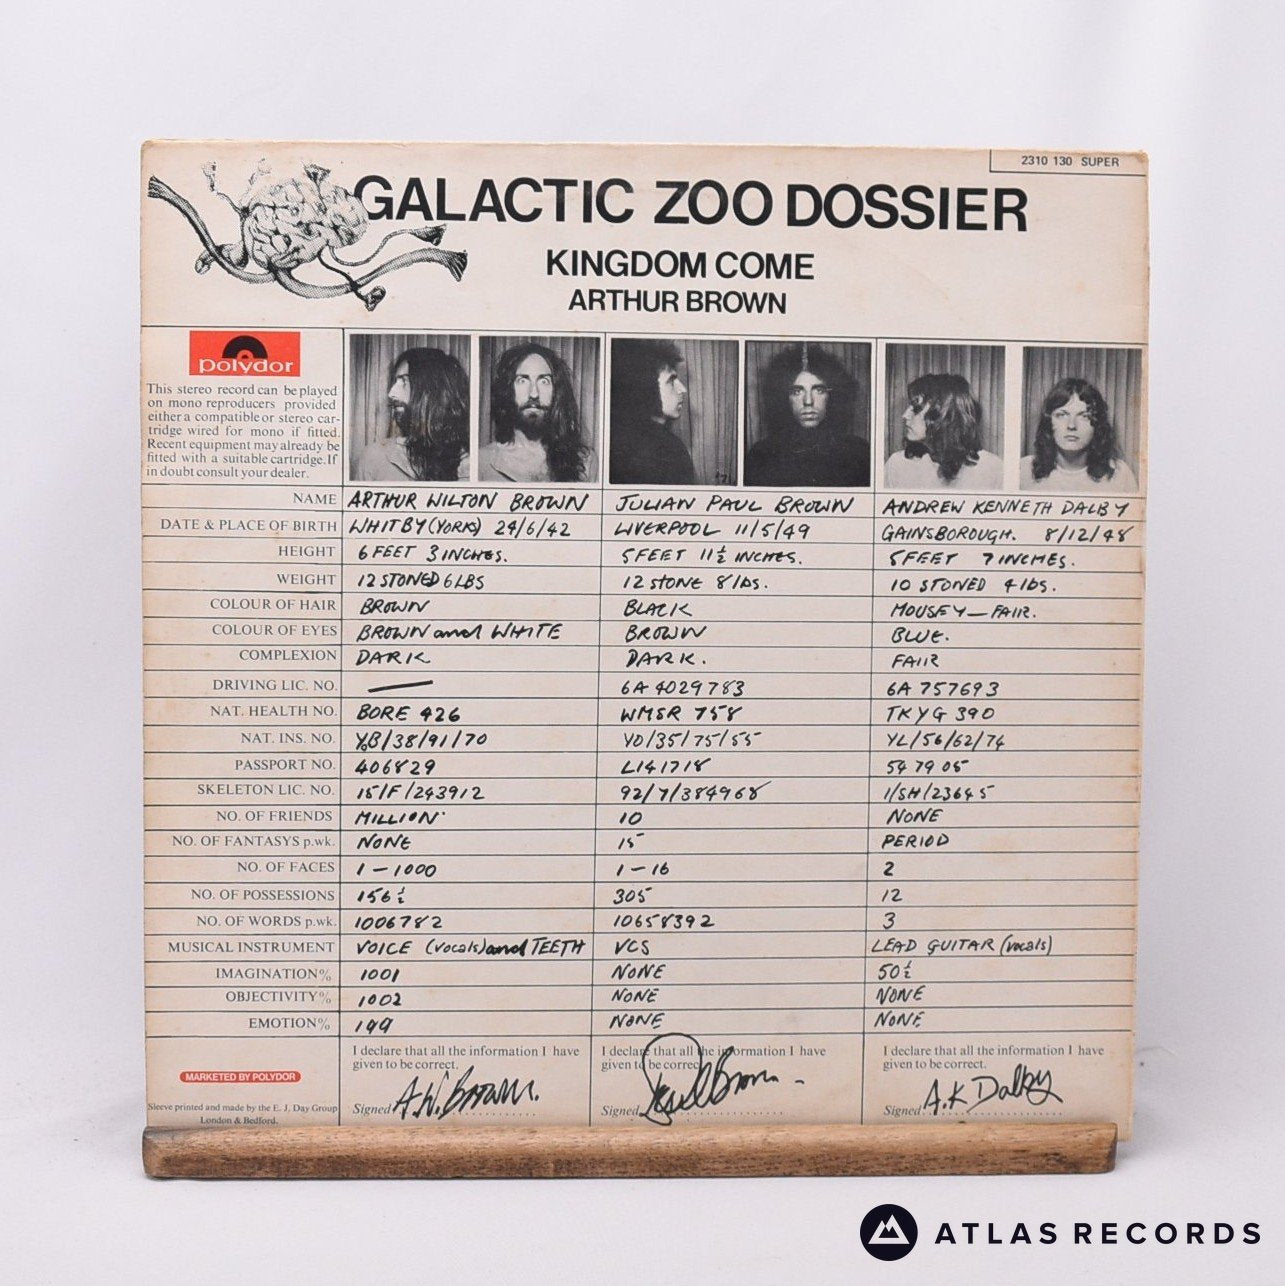 2310 130 SUPER
GALACTIC ZOO DOSSIER
KINGDOM COME
ARTHUR BROWN
polydor
This stereo record can be played
on mono reproducers provided
either a compatible or stereo car-
tridge wired for mono if fitted.
Recent equipment may already be
fitted with a suitable cartridge. If
in doubt consult your dealer.
NAME ARTHUR WILTON BROWN JULIAN PAUL BROWN ANDREW KENNETH DALBY
DATE & PLACE OF BIRTH WHITBY (YORK) 24/6/42 LIVERPOOL 11/5/49 GAINSBOROUGH. 8/12/48
HEIGHT 6 FEET 3 INCHES. 5 FEET 11½ INCHES. 5 FEET 7 INCHES.
WEIGHT 12 STONED 6 LBS 12 STONE 8 lbs. 10 STONED 4 lbs.
COLOUR OF HAIR BROWN BLACK MOUSEY — FAIR.
COLOUR OF EYES BROWN and WHITE BROWN BLUE.
COMPLEXION DARK DARK. FAIR
DRIVING LIC. NO. — 6A 4029783 6A 757693
NAT. HEALTH NO. BORE 426 WMSR 758 TKYG 390
NAT. INS. NO. YB/38/91/70 YD/35/75/55 YL/56/62/74
PASSPORT NO. 406829 L141718 547905
SKELETON LIC. NO. 15/F/243912 92/7/384968 1/SH/23645
NO. OF FRIENDS MILLION 10 NONE
NO. OF FANTASYS p.wk. NONE 15 PERIOD
NO. OF FACES 1 – 1000 1 – 16 2
NO. OF POSSESSIONS 156½ 305 12
NO. OF WORDS p.wk. 1006782 10658392 3
MUSICAL INSTRUMENT VOICE (vocals) and TEETH VCS LEAD GUITAR (vocals)
IMAGINATION% 1001 NONE 50½
OBJECTIVITY% 1002 NONE NONE
EMOTION% 199 NONE NONE
I declare that all the information I have I declare that all the information I have I declare that all the information I have
given to be correct. given to be correct. given to be correct.
MARKETED BY POLYDOR
Signed A.W. Brown. Signed Paul Brown Signed A.K Dalby
Sleeve printed and made by the E. J. Day Group
London & Bedford.
ATLAS RECORDS